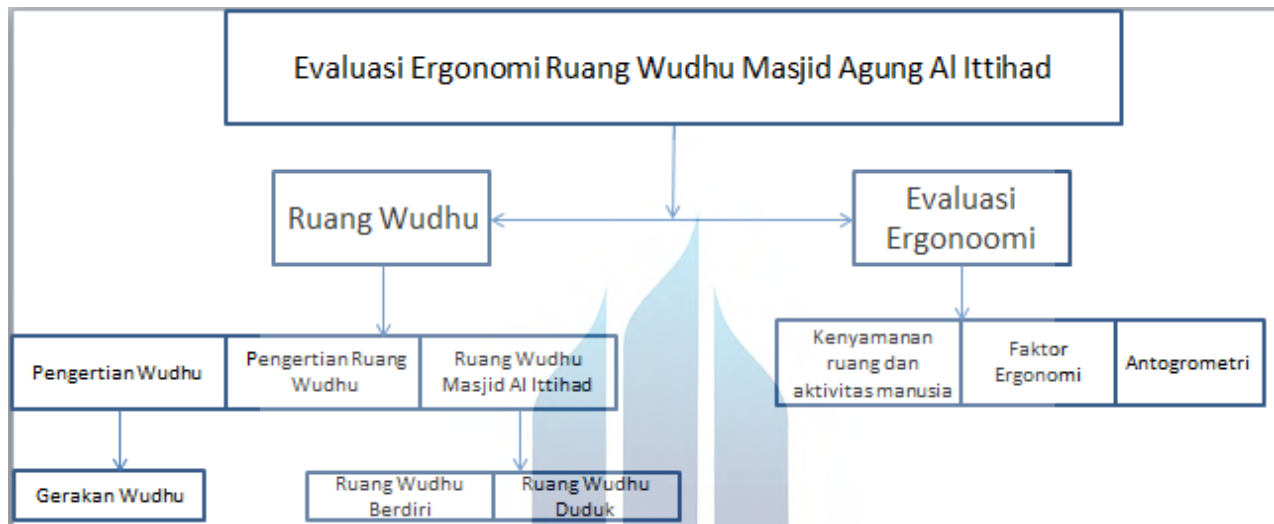 Evaluasi Ergonomi Ruang Wudhu Masjid Agung Al Ittihad
Ruang Wudhu
Evaluasi
Ergonoomi
Pengertian Wudhu
Pengertian Ruang
Wudhu
Ruang Wudhu
Masjid Al Ittihad
Kenyamanan
ruang dan
aktivitas manusia
Faktor
Ergonomi
Antogrometri
Gerakan Wudhu
Ruang Wudhu
Berdiri
Ruang Wudhu
Duduk